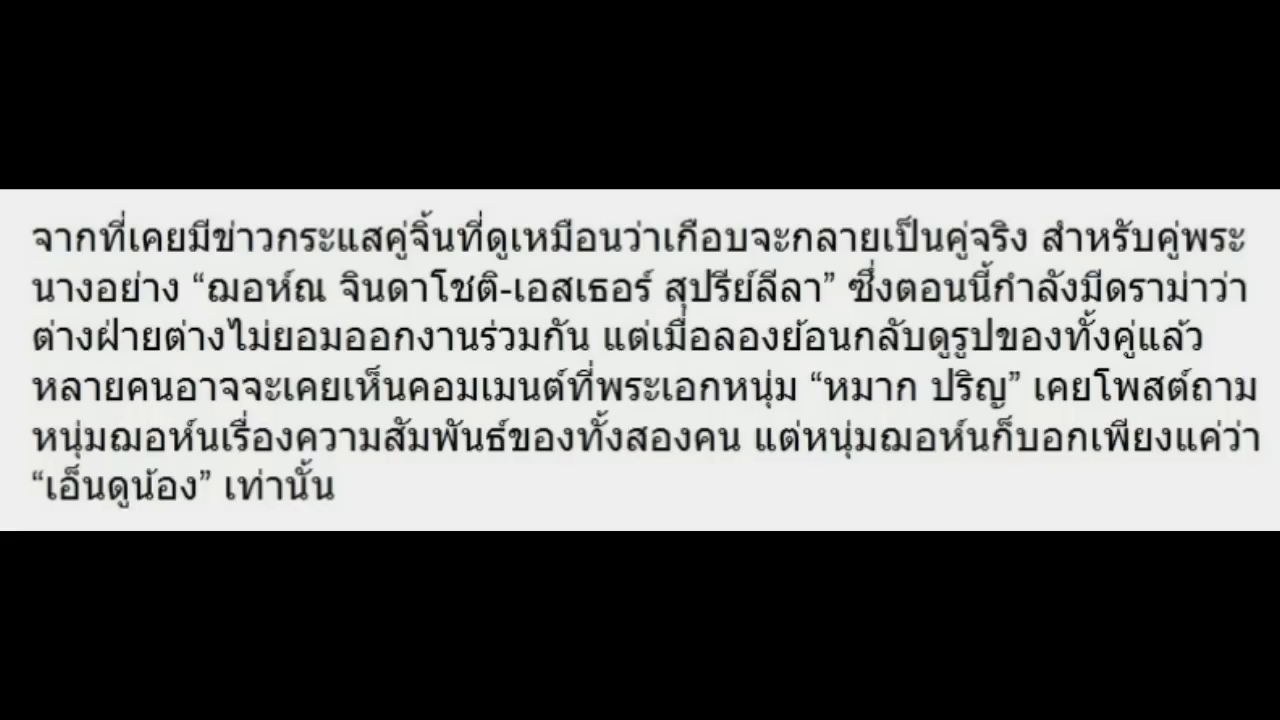 จากที่เคยมีข่าวกระแสคู่จิ้นที่ดูเหมือนว่าเกือบจะกลายเป็นคู่จริง สำหรับคู่พระ
นางอย่าง “ฌอห์ณ จินดาโชติ-เอสเธอร์ สุปรีย์ลีลา” ซึ่งตอนนี้กำลังมีดราม่าว่า
ต่างฝ่ายต่างไม่ยอมออกงานร่วมกัน แต่เมื่อลองย้อนกลับดูรูปของทั้งคู่แล้ว
หลายคนอาจจะเคยเห็นคอมเมนต์ที่พระเอกหนุ่ม “หมาก ปริญ” เคยโพสต์ถาม
หนุ่มฌอห์นเรื่องความสัมพันธ์ของทั้งสองคน แต่หนุ่มฌอห์นก็บอกเพียงแค่ว่า
“เอ็นดูน้อง” เท่านั้น